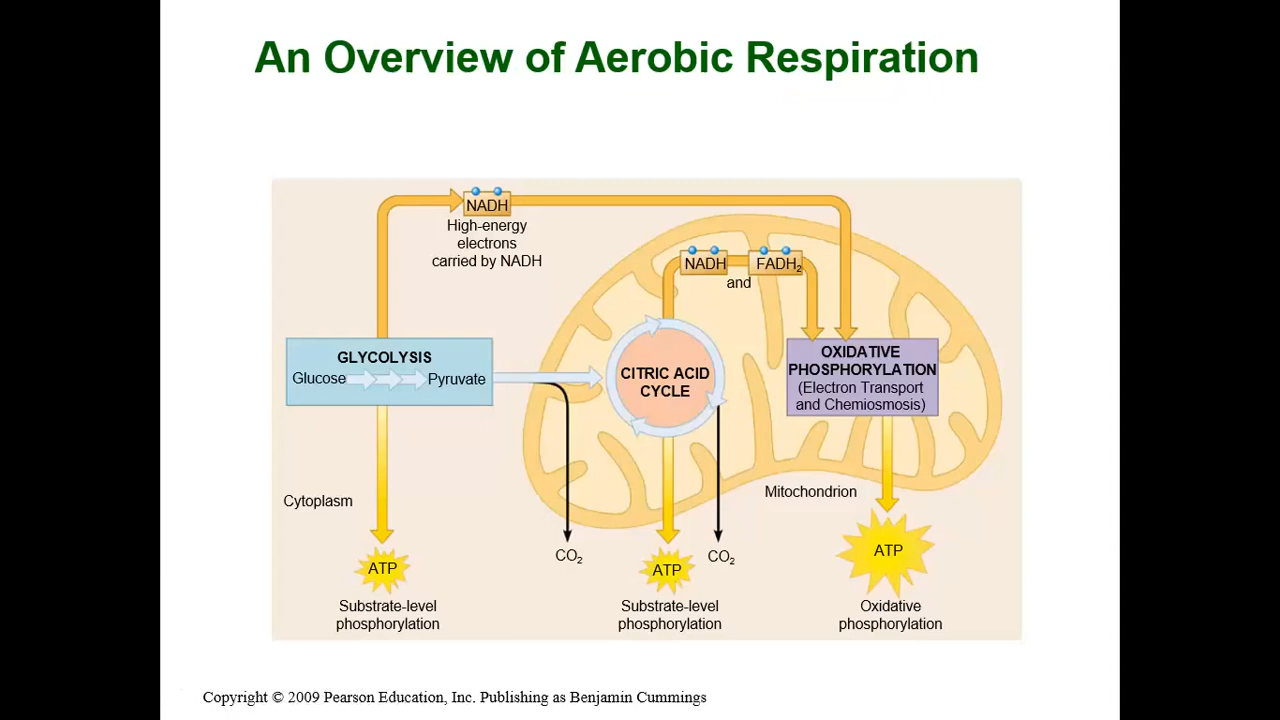 An Overview of Aerobic Respiration
NADH
High-energy
electrons
carried by NADH
NADH
FADH₂
and
GLYCOLYSIS
Glucose
Pyruvate
CITRIC ACID
CYCLE
OXIDATIVE
PHOSPHORYLATION
(Electron Transport
and Chemiosmosis)
Cytoplasm
Mitochondrion
CO₂
CO₂
ATP
Substrate-level
phosphorylation
ATP
Substrate-level
phosphorylation
ATP
Oxidative
phosphorylation
Copyright © 2009 Pearson Education, Inc. Publishing as Benjamin Cummings